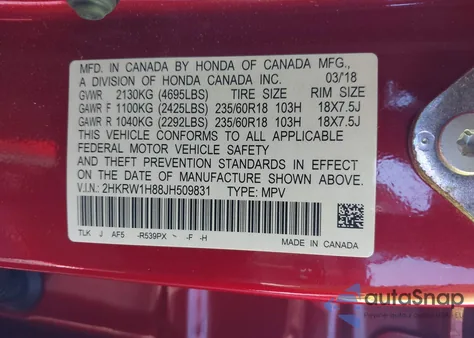 MFD. IN CANADA BY HONDA OF CANADA MFG.,
A DIVISION OF HONDA CANADA INC. 03/18
GVWR 2130KG (4695LBS) TIRE SIZE RIM SIZE
GAWR F 1100KG (2425LBS) 235/60R18 103H 18X7.5J
GAWR R 1040KG (2292LBS) 235/60R18 103H 18X7.5J
THIS VEHICLE CONFORMS TO ALL APPLICABLE
FEDERAL MOTOR VEHICLE SAFETY
AND THEFT PREVENTION STANDARDS IN EFFECT
ON THE DATE OF MANUFACTURE SHOWN ABOVE.
V.I.N.: 2HKRW1H88JH509831 TYPE: MPV
TLK J AF5 -R539PX ~ -F -H
MADE IN CANADA
autoSnap